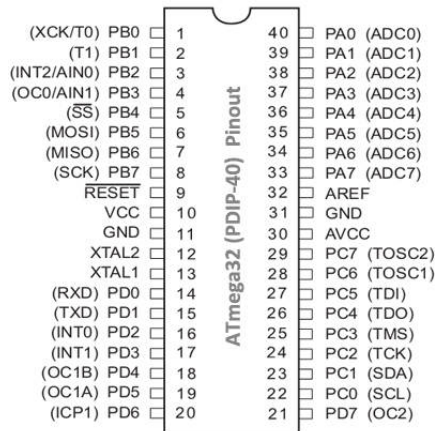 (XCK/T0) PB0 1 40 PA0 (ADC0)
(T1) PB1 2 39 PA1 (ADC1)
(INT2/AIN0) PB2 3 38 PA2 (ADC2)
(OC0/AIN1) PB3 4 37 PA3 (ADC3)
(SS) PB4 5 36 PA4 (ADC4)
(MOSI) PB5 6 35 PA5 (ADC5)
(MISO) PB6 7 34 PA6 (ADC6)
(SCK) PB7 8 33 PA7 (ADC7)
RESET 9 32 AREF
VCC 10 31 GND
GND 11 30 AVCC
XTAL2 12 29 PC7 (TOSC2)
XTAL1 13 28 PC6 (TOSC1)
(RXD) PD0 14 27 PC5 (TDI)
(TXD) PD1 15 26 PC4 (TDO)
(INT0) PD2 16 25 PC3 (TMS)
(INT1) PD3 17 24 PC2 (TCK)
(OC1B) PD4 18 23 PC1 (SDA)
(OC1A) PD5 19 22 PC0 (SCL)
(ICP1) PD6 20 21 PD7 (OC2)
ATmega32 (PDIP-40) Pinout